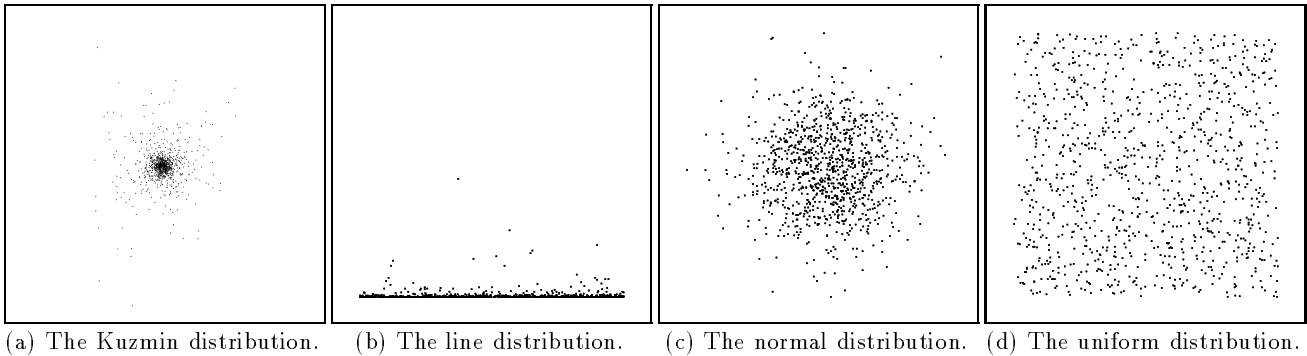 (a) The Kuzmin distribution.
(b) The line distribution.
(c) The normal distribution.
(d) The uniform distribution.